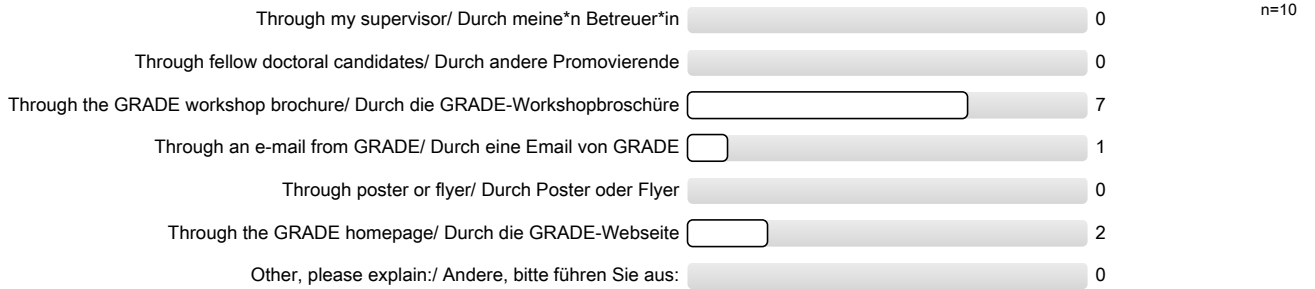 Through my supervisor/ Durch meine*n Betreuer*in 0 n=10
Through fellow doctoral candidates/ Durch andere Promovierende 0
Through the GRADE workshop brochure/ Durch die GRADE-Workshopbroschüre 7
Through an e-mail from GRADE/ Durch eine Email von GRADE 1
Through poster or flyer/ Durch Poster oder Flyer 0
Through the GRADE homepage/ Durch die GRADE-Webseite 2
Other, please explain:/ Andere, bitte führen Sie aus: 0